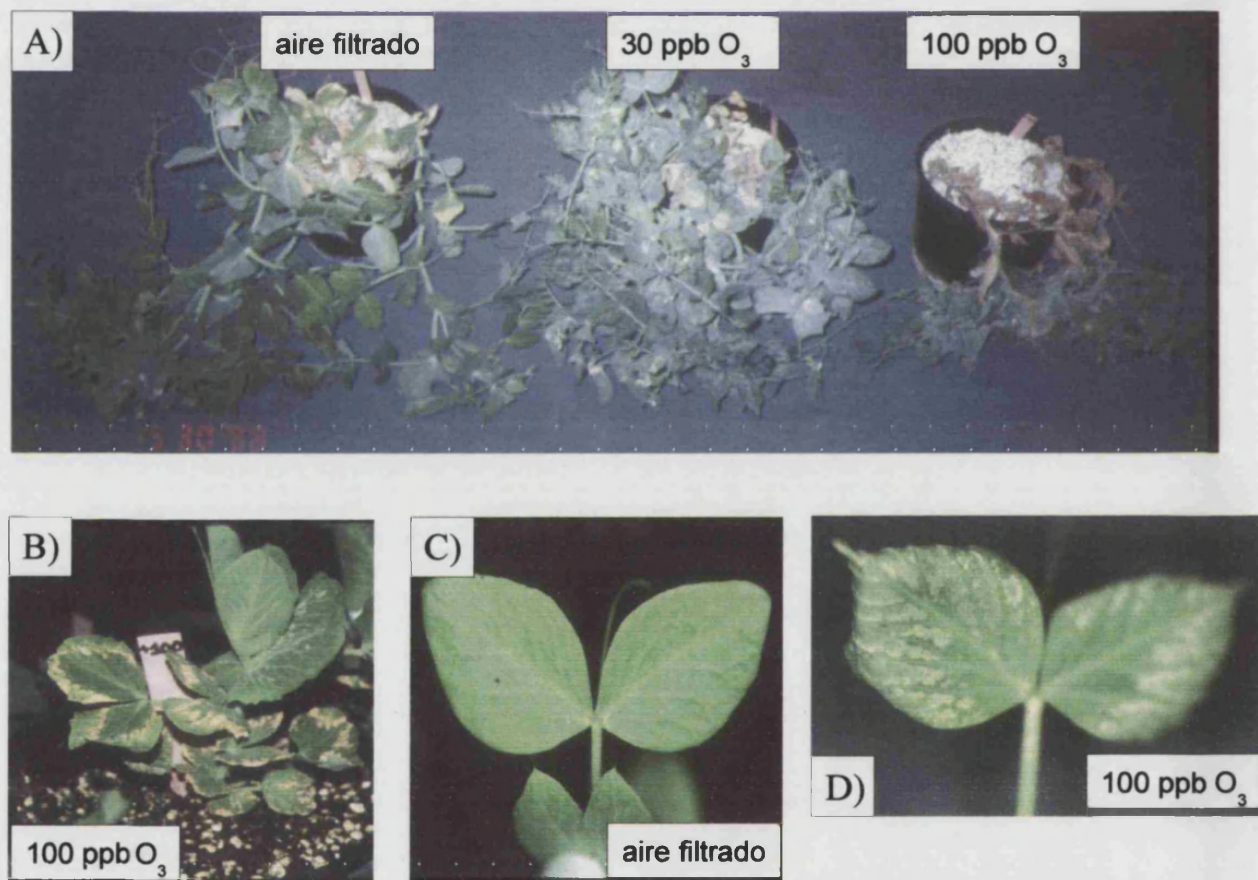 A)
aire filtrado
30 ppb O₃
100 ppb O₃
B)
100 ppb O₃
C)
aire filtrado
D)
100 ppb O₃